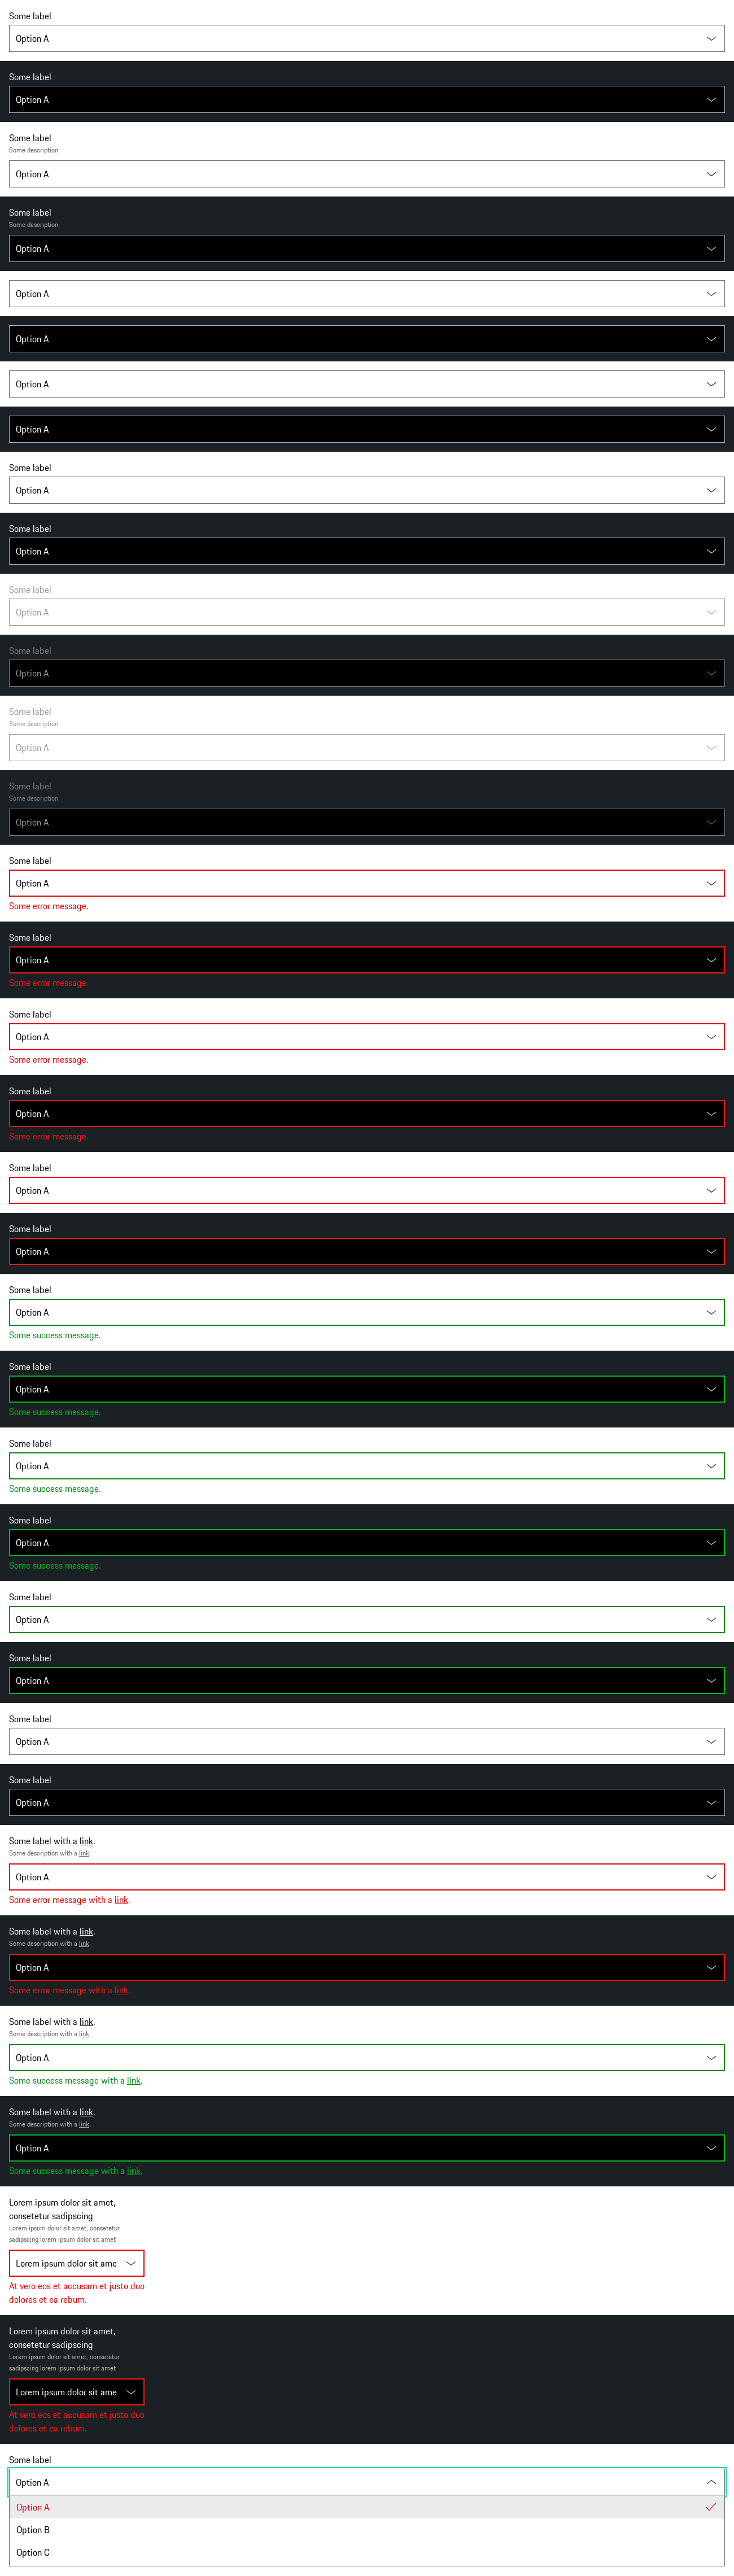 Some label
Option A
Some label
Option A
Some label
Some description
Option A
Some label
Some description
Option A
Option A
Option A
Option A
Option A
Some label
Option A
Some label
Option A
Some label
Option A
Some label
Option A
Some label
Some description
Option A
Some label
Some description
Option A
Some label
Option A
Some error message.
Some label
Option A
Some error message.
Some label
Option A
Some error message.
Some label
Option A
Some error message.
Some label
Option A
Some label
Option A
Some label
Option A
Some success message.
Some label
Option A
Some success message.
Some label
Option A
Some success message.
Some label
Option A
Some success message.
Some label
Option A
Some label
Option A
Some label
Option A
Some label
Option A
Some label with a link.
Some description with a link.
Option A
Some error message with a link.
Some label with a link.
Some description with a link.
Option A
Some error message with a link.
Some label with a link.
Some description with a link.
Option A
Some success message with a link.
Some label with a link.
Some description with a link.
Option A
Some success message with a link.
Lorem ipsum dolor sit amet,
consetetur sadipscing
Lorem ipsum dolor sit amet, consetetur
sadipscing lorem ipsum dolor sit amet
Lorem ipsum dolor sit ame
At vero eos et accusam et justo duo
dolores et ea rebum.
Lorem ipsum dolor sit amet,
consetetur sadipscing
Lorem ipsum dolor sit amet, consetetur
sadipscing lorem ipsum dolor sit amet
Lorem ipsum dolor sit ame
At vero eos et accusam et justo duo
dolores et ea rebum.
Some label
Option A
Option A
Option B
Option C